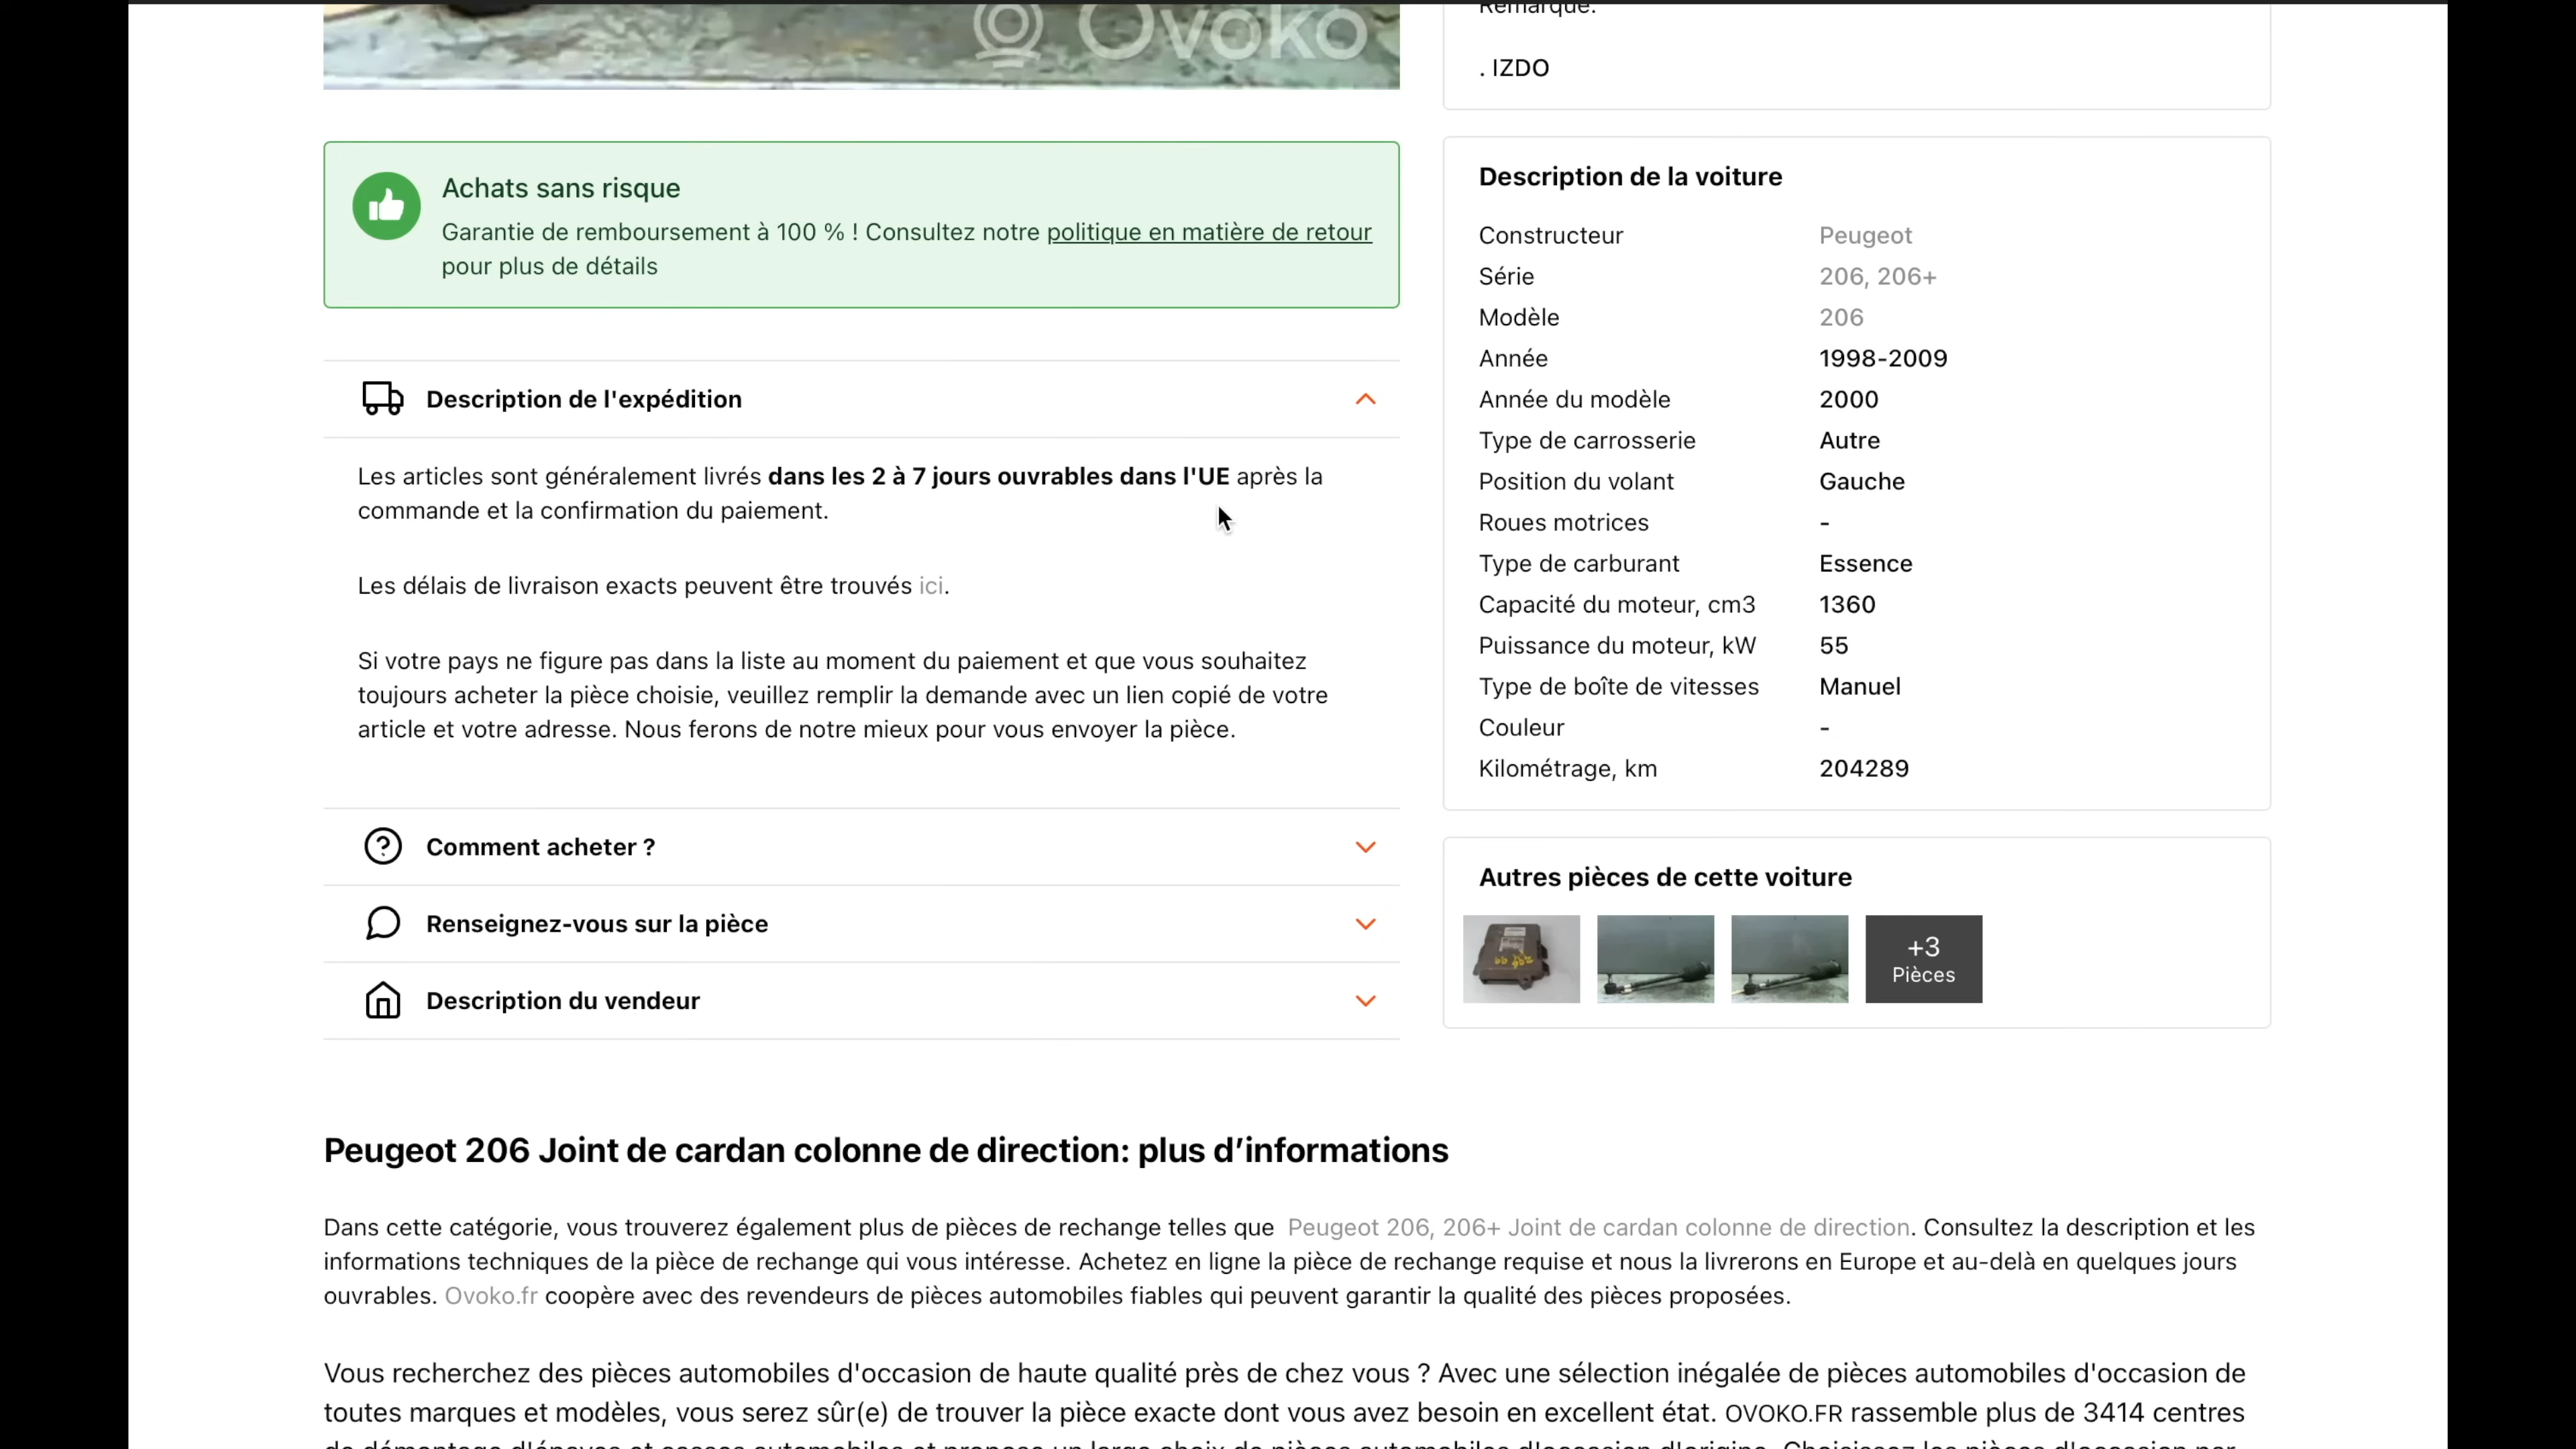 Ovoko
Achats sans risque
Garantie de remboursement à 100 % ! Consultez notre politique en matière de retour
pour plus de détails
Description de l'expédition
Les articles sont généralement livrés dans les 2 à 7 jours ouvrables dans l'UE après la
commande et la confirmation du paiement.
Les délais de livraison exacts peuvent être trouvés ici.
Si votre pays ne figure pas dans la liste au moment du paiement et que vous souhaitez
toujours acheter la pièce choisie, veuillez remplir la demande avec un lien copié de votre
article et votre adresse. Nous ferons de notre mieux pour vous envoyer la pièce.
Comment acheter ?
Renseignez-vous sur la pièce
Description du vendeur
Remarque:
. IZDO
Description de la voiture
Constructeur Peugeot
Série 206, 206+
Modèle 206
Année 1998-2009
Année du modèle 2000
Type de carrosserie Autre
Position du volant Gauche
Roues motrices -
Type de carburant Essence
Capacité du moteur, cm3 1360
Puissance du moteur, kW 55
Type de boîte de vitesses Manuel
Couleur -
Kilométrage, km 204289
Autres pièces de cette voiture
+3
Pièces
Peugeot 206 Joint de cardan colonne de direction: plus d’informations
Dans cette catégorie, vous trouverez également plus de pièces de rechange telles que Peugeot 206, 206+ Joint de cardan colonne de direction. Consultez la description et les
informations techniques de la pièce de rechange qui vous intéresse. Achetez en ligne la pièce de rechange requise et nous la livrerons en Europe et au-delà en quelques jours
ouvrables. Ovoko.fr coopère avec des revendeurs de pièces automobiles fiables qui peuvent garantir la qualité des pièces proposées.
Vous recherchez des pièces automobiles d'occasion de haute qualité près de chez vous ? Avec une sélection inégalée de pièces automobiles d'occasion de
toutes marques et modèles, vous serez sûr(e) de trouver la pièce exacte dont vous avez besoin en excellent état. OVOKO.FR rassemble plus de 3414 centres